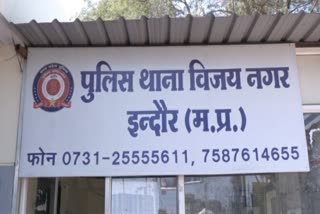 पुलिस थाना विजय नगर
इन्दौर (म.प्र.)
फोन 0731-25555611, 7587614655